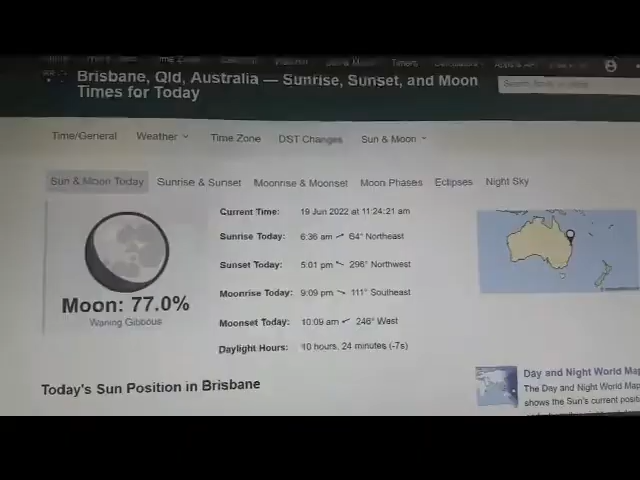 Brisbane, Qld, Australia — Sunrise, Sunset, and Moon
Times for Today
Time/General
Weather
Time Zone
DST Changes
Sun & Moon
Sun & Moon Today
Sunrise & Sunset
Moonrise & Moonset
Moon Phases
Eclipses
Night Sky
Moon: 77.0%
Waning Gibbous
Current Time: 19 Jun 2022 at 11:24:21 am
Sunrise Today: 6:36 am 64° Northeast
Sunset Today: 5:01 pm 296° Northwest
Moonrise Today: 9:09 pm 111° Southeast
Moonset Today: 10:09 am 246° West
Daylight Hours: 10 hours, 24 minutes (-7s)
Today's Sun Position in Brisbane
Day and Night World Map
The Day and Night World Map
shows the Sun's current positi